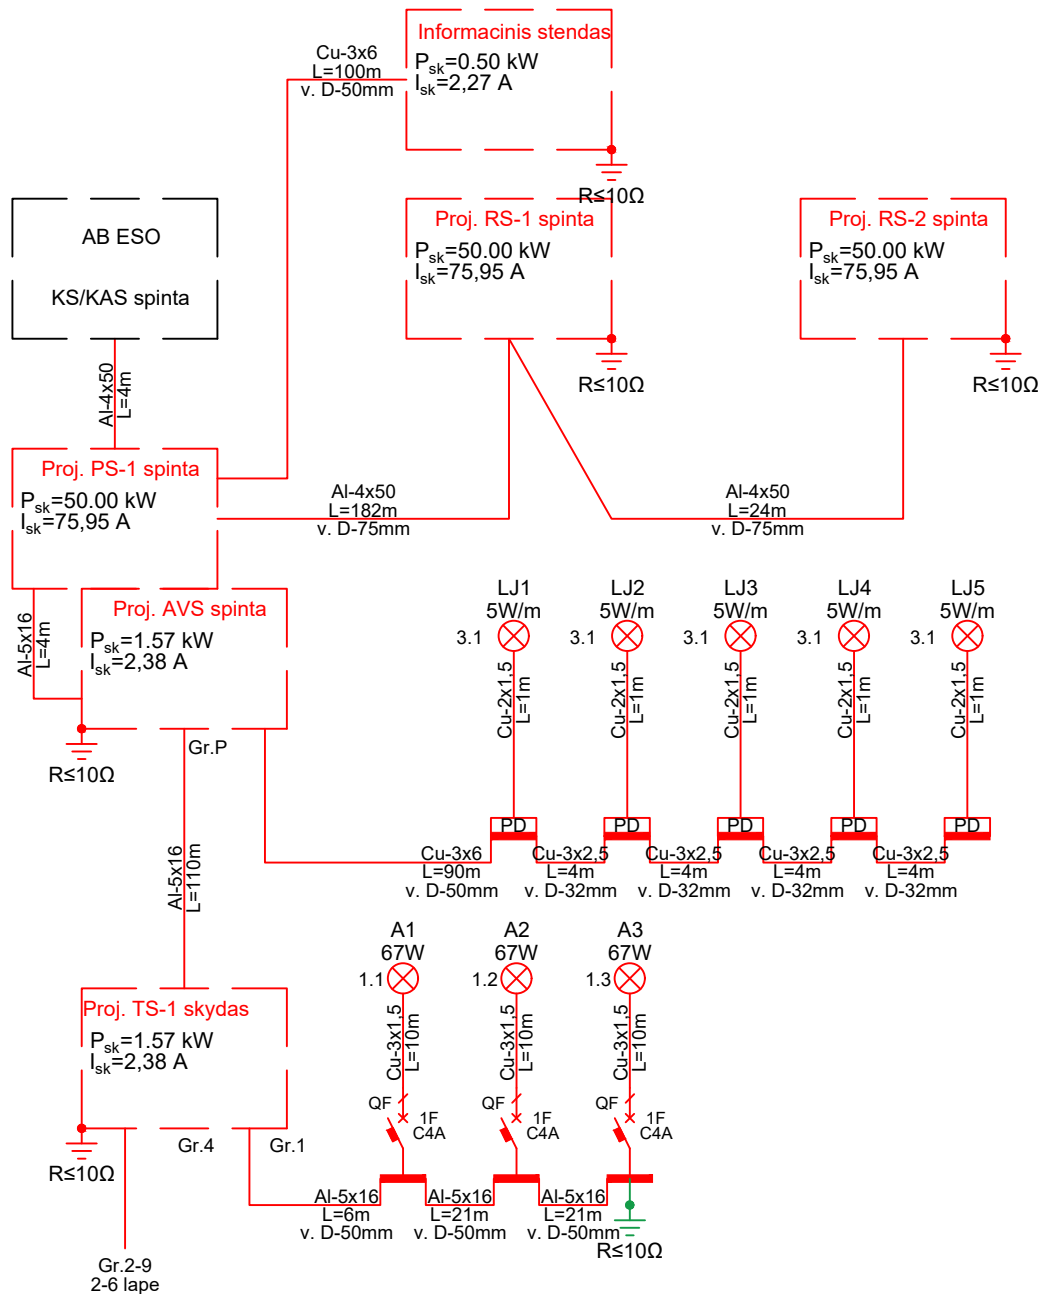 Informacinis stendas
Psk=0.50 kW
Isk=2,27 A
R≤10Ω
Cu-3x6
L=100m
v. D-50mm
AB ESO
KS/KAS spinta
Al-4x50
L=4m
Proj. RS-1 spinta
Psk=50.00 kW
Isk=75,95 A
R≤10Ω
Proj. RS-2 spinta
Psk=50.00 kW
Isk=75,95 A
R≤10Ω
Proj. PS-1 spinta
Psk=50.00 kW
Isk=75,95 A
Al-4x50
L=182m
v. D-75mm
Al-4x50
L=24m
v. D-75mm
Al-5x16
L=4m
Proj. AVS spinta
Psk=1.57 kW
Isk=2,38 A
R≤10Ω
Gr.P
LJ1
5W/m
3.1
Cu-2x1,5
L=1m
PD
LJ2
5W/m
3.1
Cu-2x1,5
L=1m
PD
LJ3
5W/m
3.1
Cu-2x1,5
L=1m
PD
LJ4
5W/m
3.1
Cu-2x1,5
L=1m
PD
LJ5
5W/m
3.1
Cu-2x1,5
L=1m
PD
Cu-3x6
L=90m
v. D-50mm
Cu-3x2,5
L=4m
v. D-32mm
Cu-3x2,5
L=4m
v. D-32mm
Cu-3x2,5
L=4m
v. D-32mm
Cu-3x2,5
L=4m
v. D-32mm
Al-5x16
L=110m
Proj. TS-1 skydas
Psk=1.57 kW
Isk=2,38 A
R≤10Ω
Gr.4
Gr.1
Gr.2-9
2-6 lape
A1
67W
1.1
Cu-3x1,5
L=10m
QF
1F
C4A
A2
67W
1.2
Cu-3x1,5
L=10m
QF
1F
C4A
A3
67W
1.3
Cu-3x1,5
L=10m
QF
1F
C4A
Al-5x16
L=6m
v. D-50mm
Al-5x16
L=21m
v. D-50mm
Al-5x16
L=21m
v. D-50mm
R≤10Ω